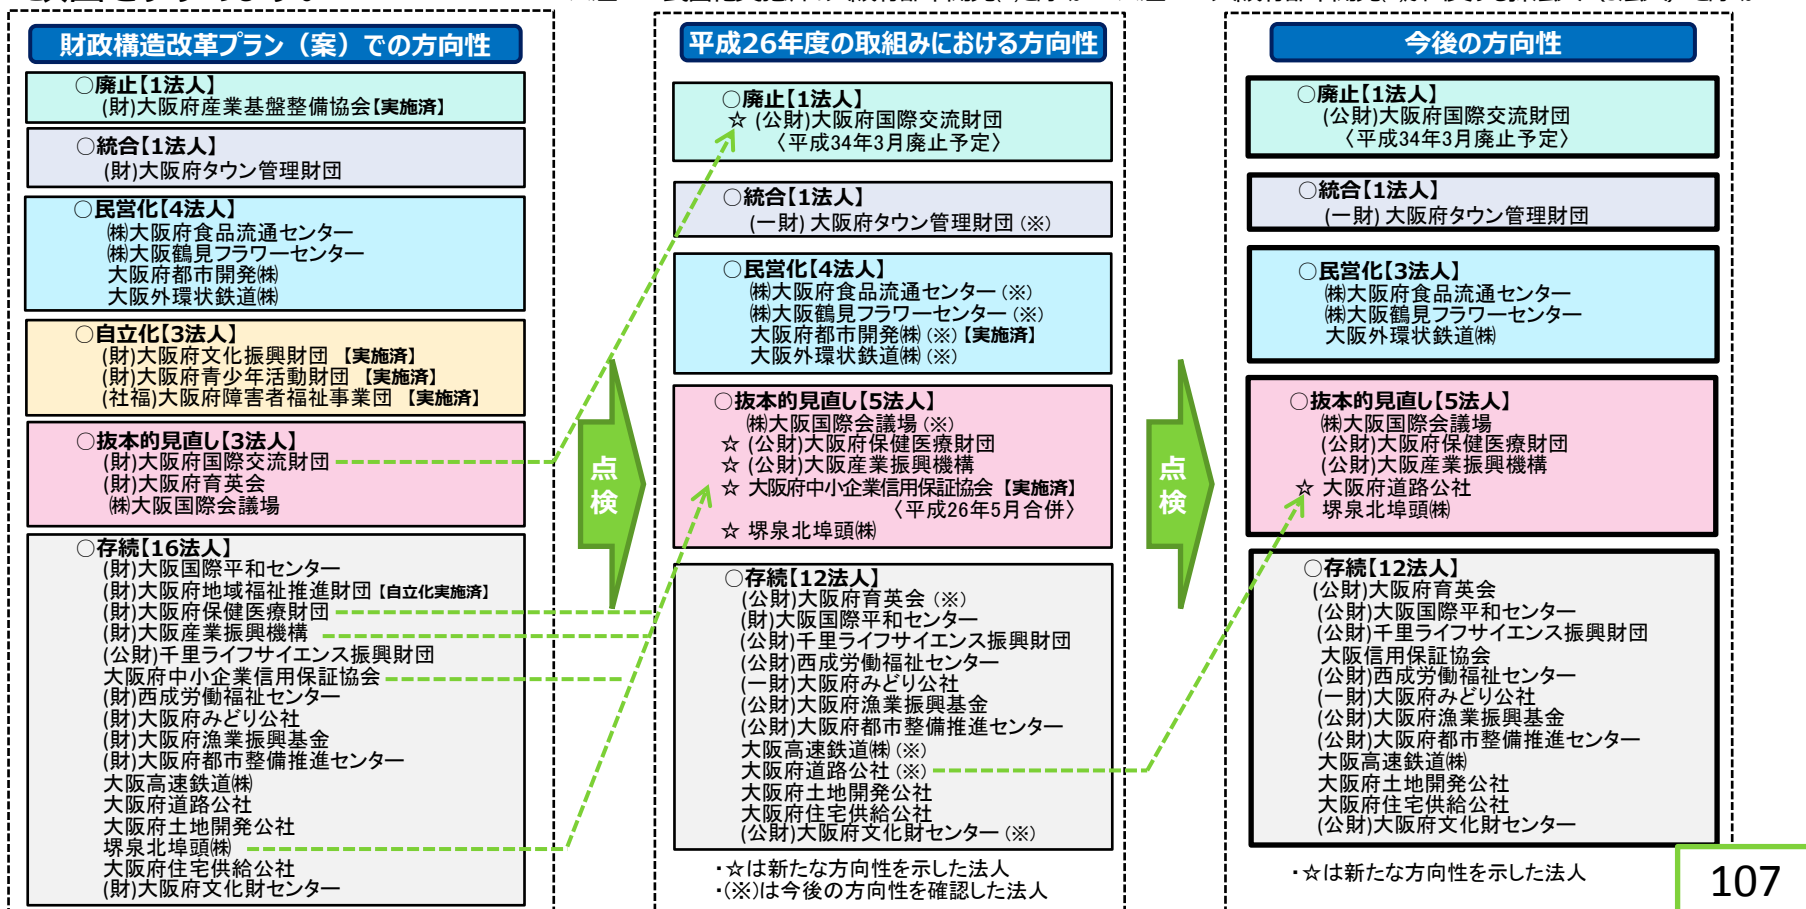 財政構造改革プラン（案）での方向性
○廃止【1法人】
(財)大阪府産業基盤整備協会【実施済】
○統合【1法人】
(財)大阪府タウン管理財団
○民営化【4法人】
㈱大阪府食品流通センター
㈱大阪鶴見フラワーセンター
大阪府都市開発㈱
大阪外環状鉄道㈱
○自立化【3法人】
(財)大阪府文化振興財団 【実施済】
(財)大阪府青少年活動財団 【実施済】
(社福)大阪府障害者福祉事業団 【実施済】
○抜本的見直し【3法人】
(財)大阪府国際交流財団
(財)大阪府育英会
㈱大阪国際会議場
○存続【16法人】
(財)大阪国際平和センター
(財)大阪府地域福祉推進財団【自立化実施済】
(財)大阪府保健医療財団
(財)大阪産業振興機構
(公財)千里ライフサイエンス振興財団
大阪府中小企業信用保証協会
(財)西成労働福祉センター
(財)大阪府みどり公社
(財)大阪府漁業振興基金
(財)大阪府都市整備推進センター
大阪高速鉄道㈱
大阪府道路公社
大阪府土地開発公社
堺泉北埠頭㈱
大阪府住宅供給公社
(財)大阪府文化財センター
点検
平成26年度の取組みにおける方向性
○廃止【1法人】
☆ (公財)大阪府国際交流財団
〈平成34年3月廃止予定〉
○統合【1法人】
(一財) 大阪府タウン管理財団 (※)
○民営化【4法人】
㈱大阪府食品流通センター (※)
㈱大阪鶴見フラワーセンター (※)
大阪府都市開発㈱ (※)【実施済】
大阪外環状鉄道㈱ (※)
○抜本的見直し【5法人】
㈱大阪国際会議場 (※)
☆ (公財)大阪府保健医療財団
☆ (公財)大阪産業振興機構
☆ 大阪府中小企業信用保証協会 【実施済】
〈平成26年5月合併〉
☆ 堺泉北埠頭㈱
○存続【12法人】
(公財)大阪府育英会 (※)
(財)大阪国際平和センター
(公財)千里ライフサイエンス振興財団
(公財)西成労働福祉センター
(一財)大阪府みどり公社
(公財)大阪府漁業振興基金
(公財)大阪府都市整備推進センター
大阪高速鉄道㈱ (※)
大阪府道路公社 (※)
大阪府土地開発公社
大阪府住宅供給公社
(公財)大阪府文化財センター (※)
・☆は新たな方向性を示した法人
・(※)は今後の方向性を確認した法人
点検
今後の方向性
○廃止【1法人】
(公財)大阪府国際交流財団
〈平成34年3月廃止予定〉
○統合【1法人】
(一財) 大阪府タウン管理財団
○民営化【3法人】
㈱大阪府食品流通センター
㈱大阪鶴見フラワーセンター
大阪外環状鉄道㈱
○抜本的見直し【5法人】
㈱大阪国際会議場
(公財)大阪府保健医療財団
(公財)大阪産業振興機構
☆ 大阪府道路公社
堺泉北埠頭㈱
○存続【12法人】
(公財)大阪府育英会
(公財)大阪国際平和センター
(公財)千里ライフサイエンス振興財団
大阪信用保証協会
(公財)西成労働福祉センター
(一財)大阪府みどり公社
(公財)大阪府漁業振興基金
(公財)大阪府都市整備推進センター
大阪高速鉄道㈱
大阪府土地開発公社
大阪府住宅供給公社
(公財)大阪府文化財センター
・☆は新たな方向性を示した法人
107